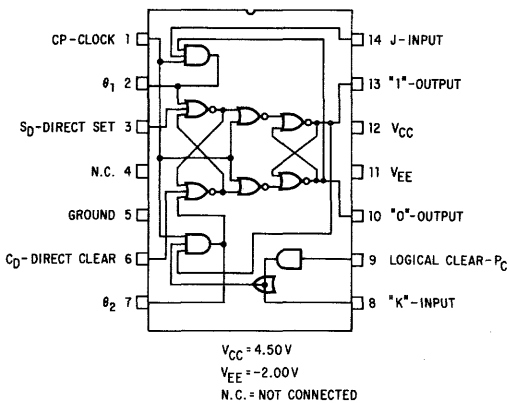 CP-CLOCK 1
θ1 2
SD-DIRECT SET 3
N.C. 4
GROUND 5
CD-DIRECT CLEAR 6
θ2 7
14 J-INPUT
13 "1"-OUTPUT
12 VCC
11 VEE
10 "0"-OUTPUT
9 LOGICAL CLEAR-PC
8 "K"-INPUT
VCC = 4.50 V
VEE = -2.00 V
N.C. = NOT CONNECTED